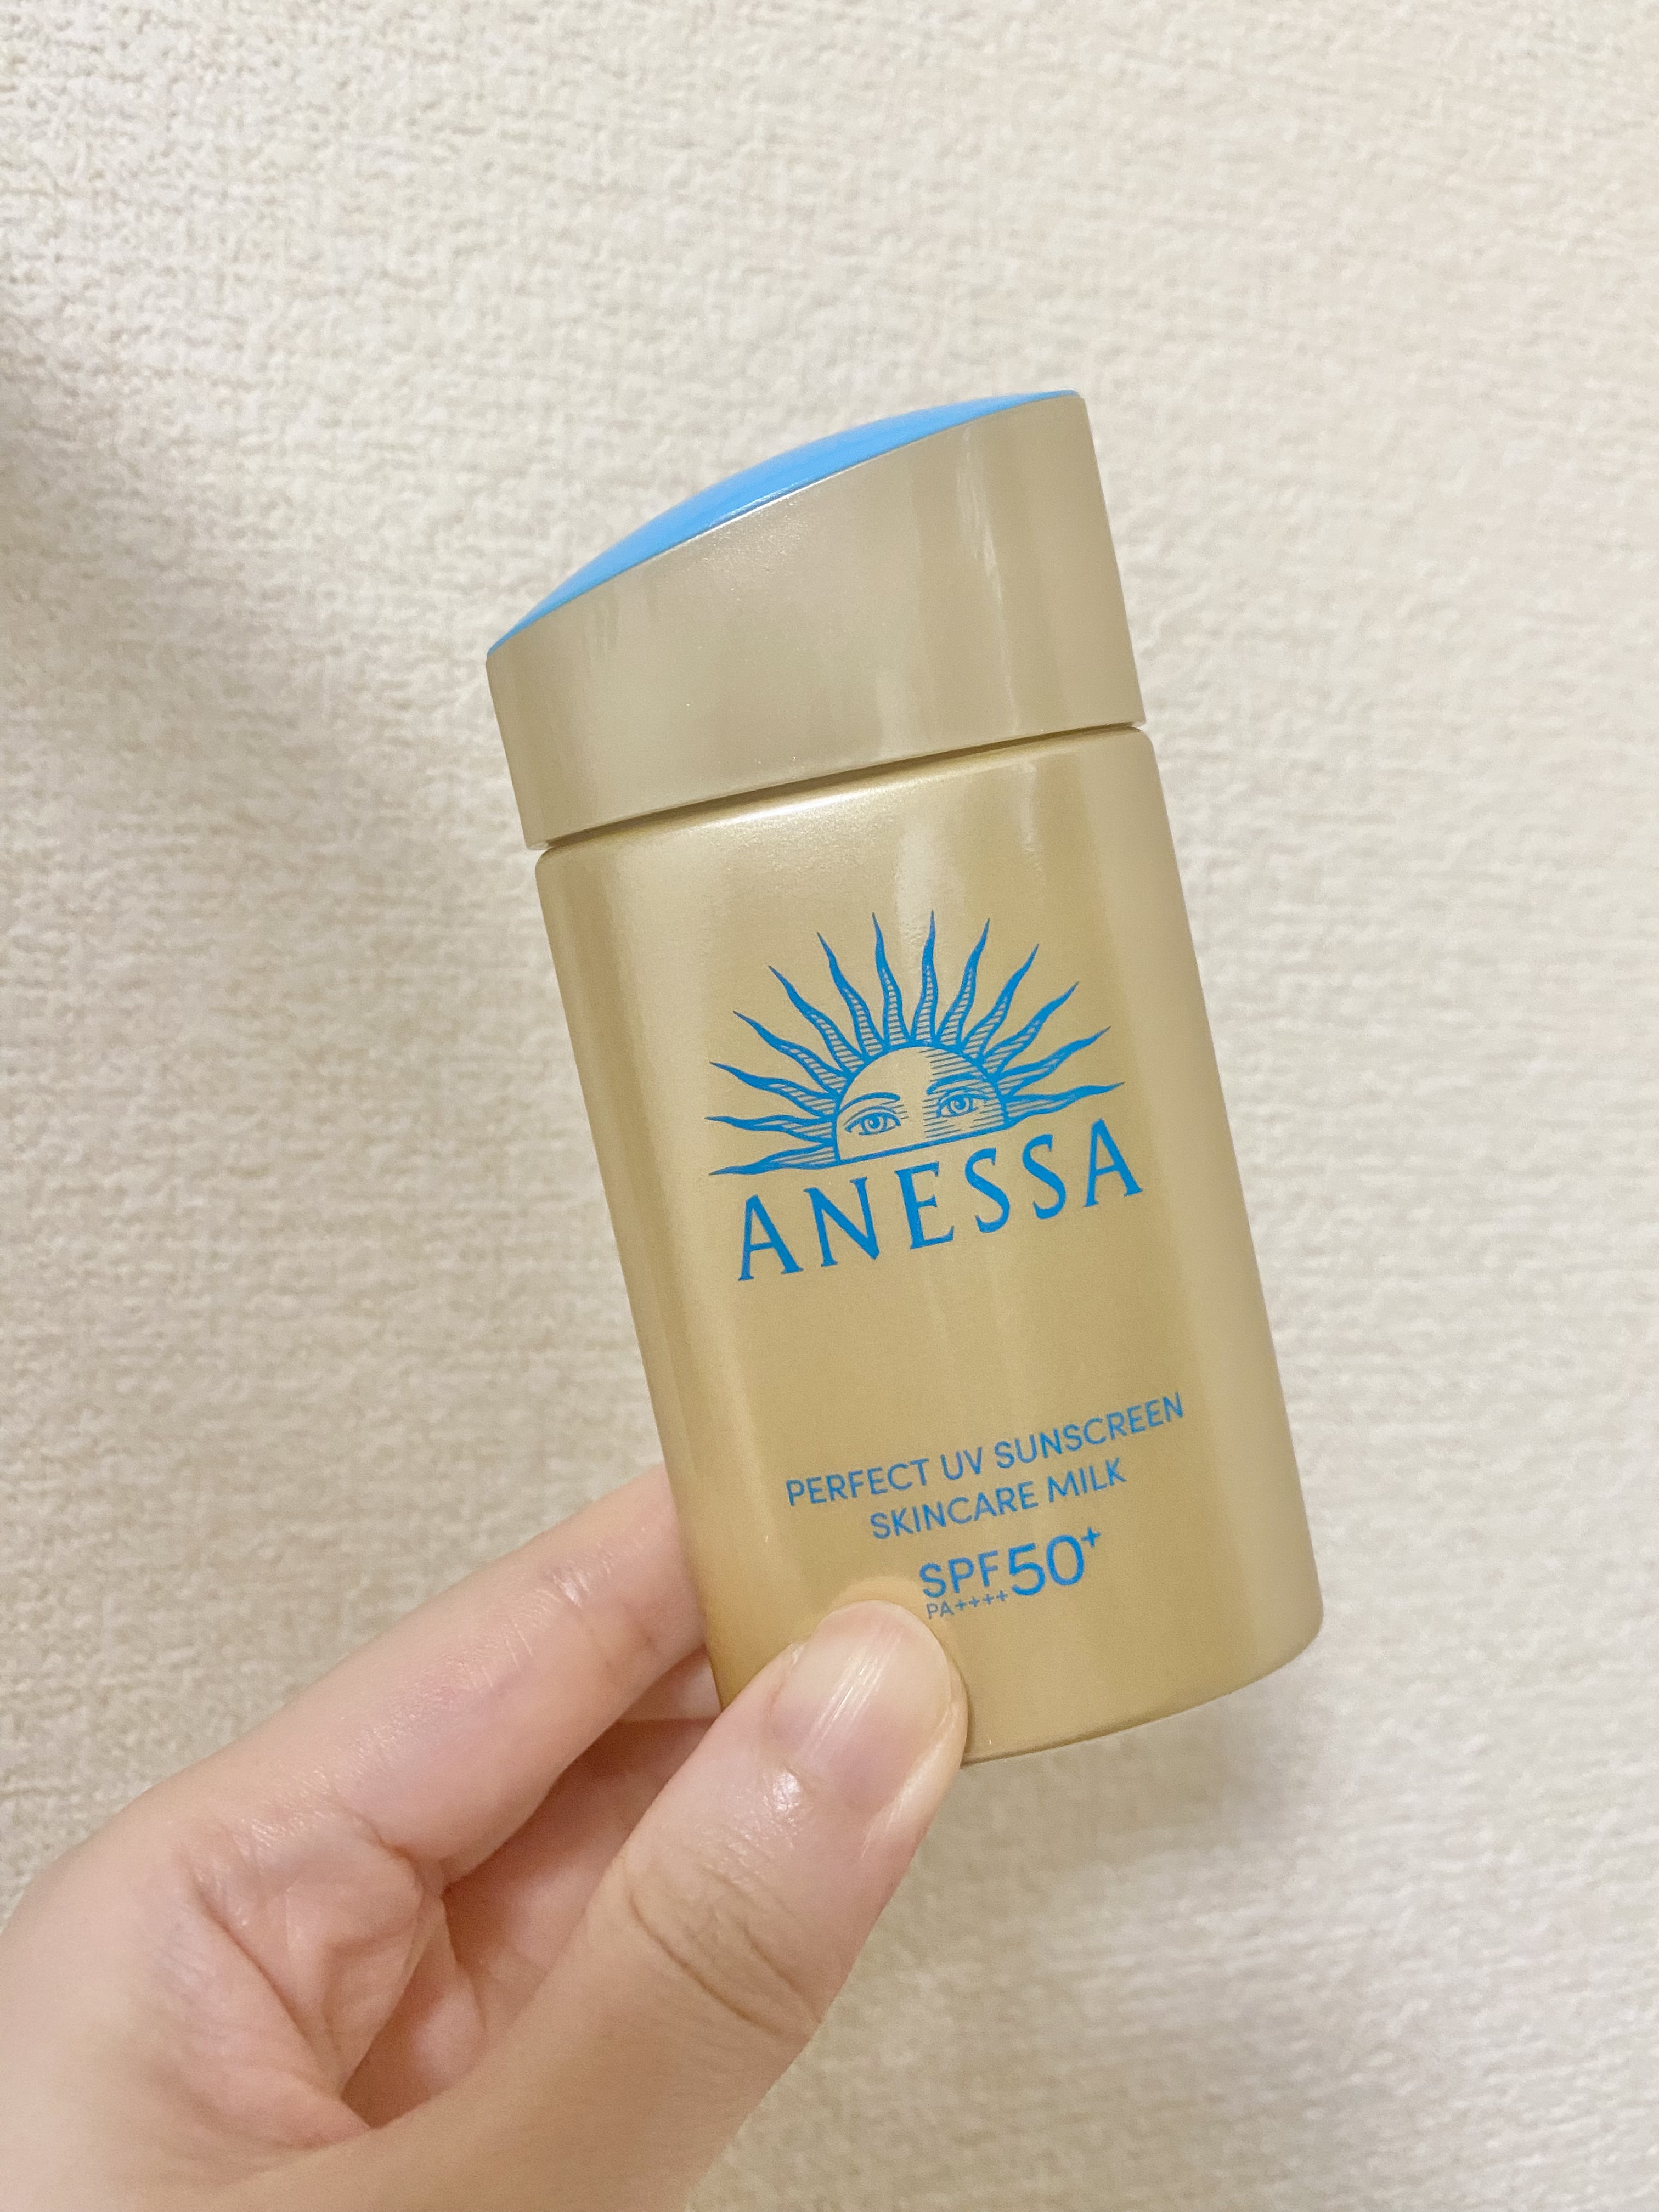 ANESSA
PERFECT UV SUNSCREEN
SKINCARE MILK
SPF50+
PA++++